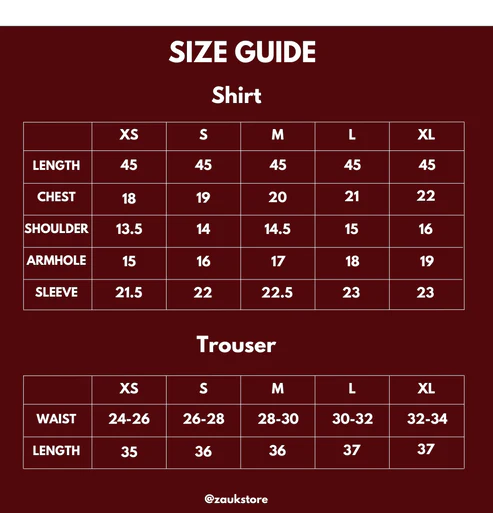 SIZE GUIDE
Shirt
XS S M L XL
LENGTH 45 45 45 45 45
CHEST 18 19 20 21 22
SHOULDER 13.5 14 14.5 15 16
ARMHOLE 15 16 17 18 19
SLEEVE 21.5 22 22.5 23 23
Trouser
XS S M L XL
WAIST 24-26 26-28 28-30 30-32 32-34
LENGTH 35 36 36 37 37
@zaukstore